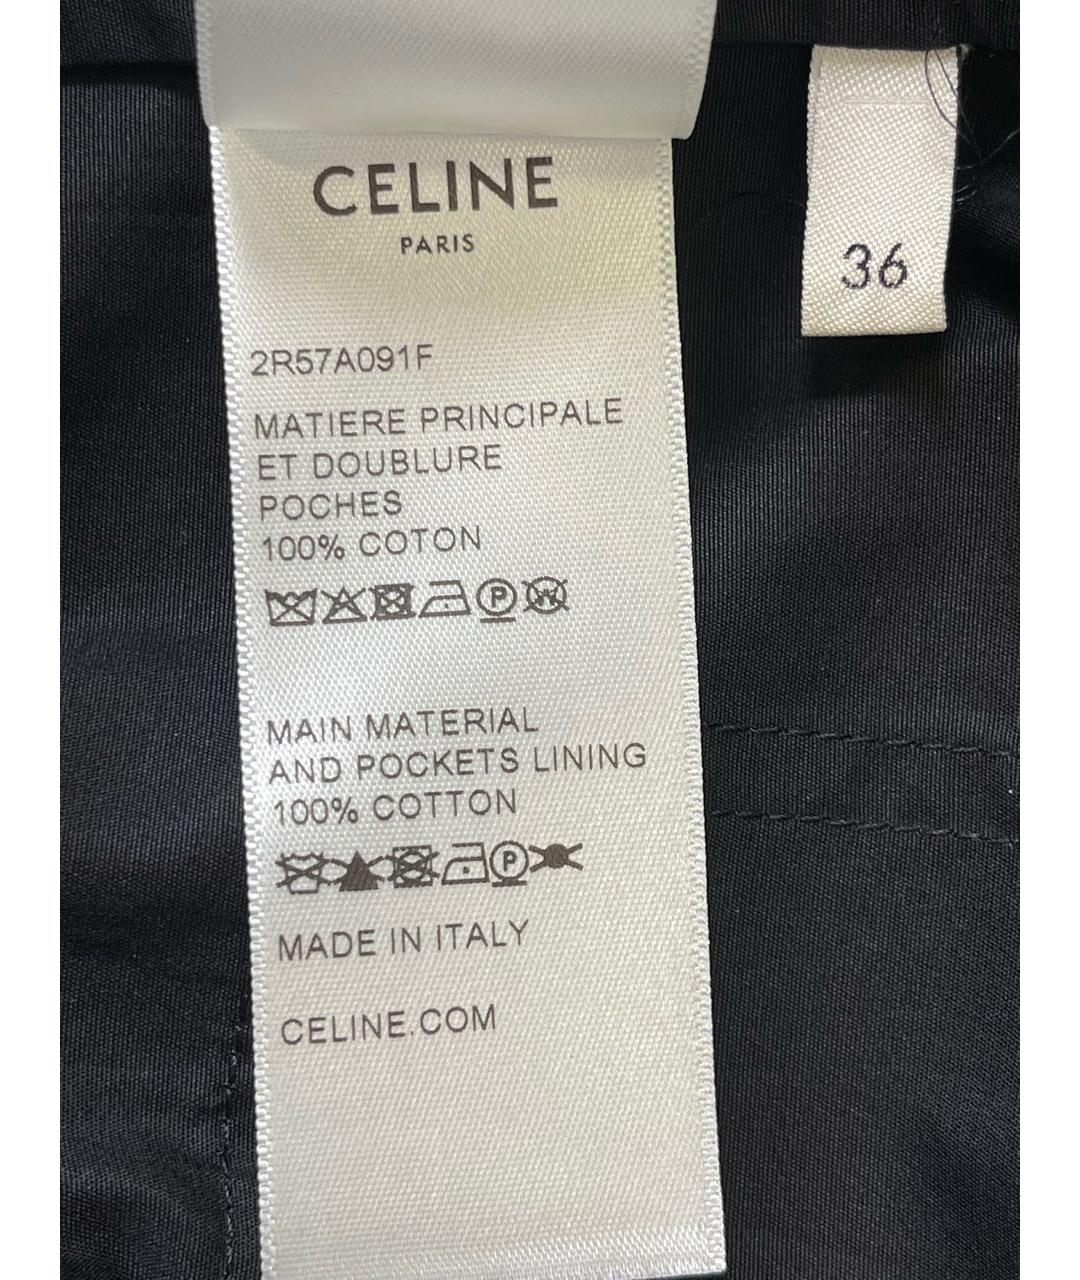 CELINE
PARIS
36
2R57A091F
MATIERE PRINCIPALE
ET DOUBLURE
POCHES
100% COTON
P W
MAIN MATERIAL
AND POCKETS LINING
100% COTTON
P
MADE IN ITALY
CELINE.COM